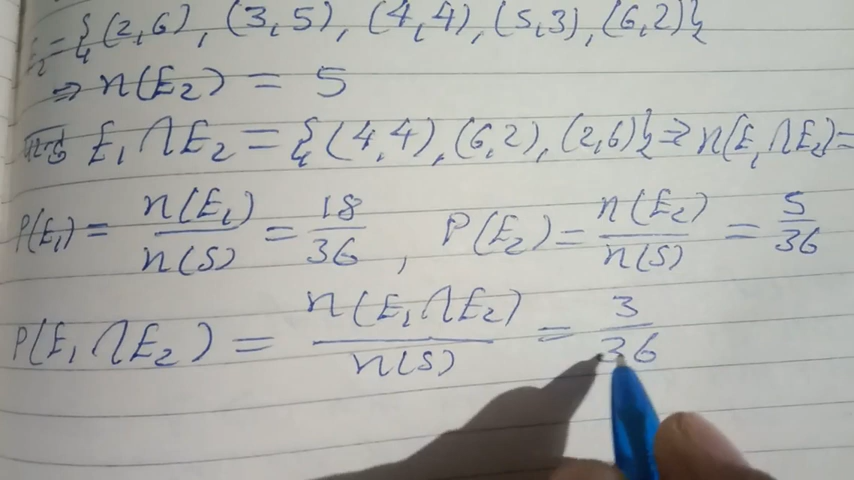 E₂ = {(2,6), (3,5), (4,4), (5,3), (6,2)}
⇒ n(E₂) = 5
E₁ ∩ E₂ = {(4,4), (6,2), (2,6)} ⇒ n(E₁ ∩ E₂) =
P(E₁) = n(E₁)/n(S) = 18/36 , P(E₂) = n(E₂)/n(S) = 5/36
P(E₁ ∩ E₂) = n(E₁ ∩ E₂)/n(S) = 3/36